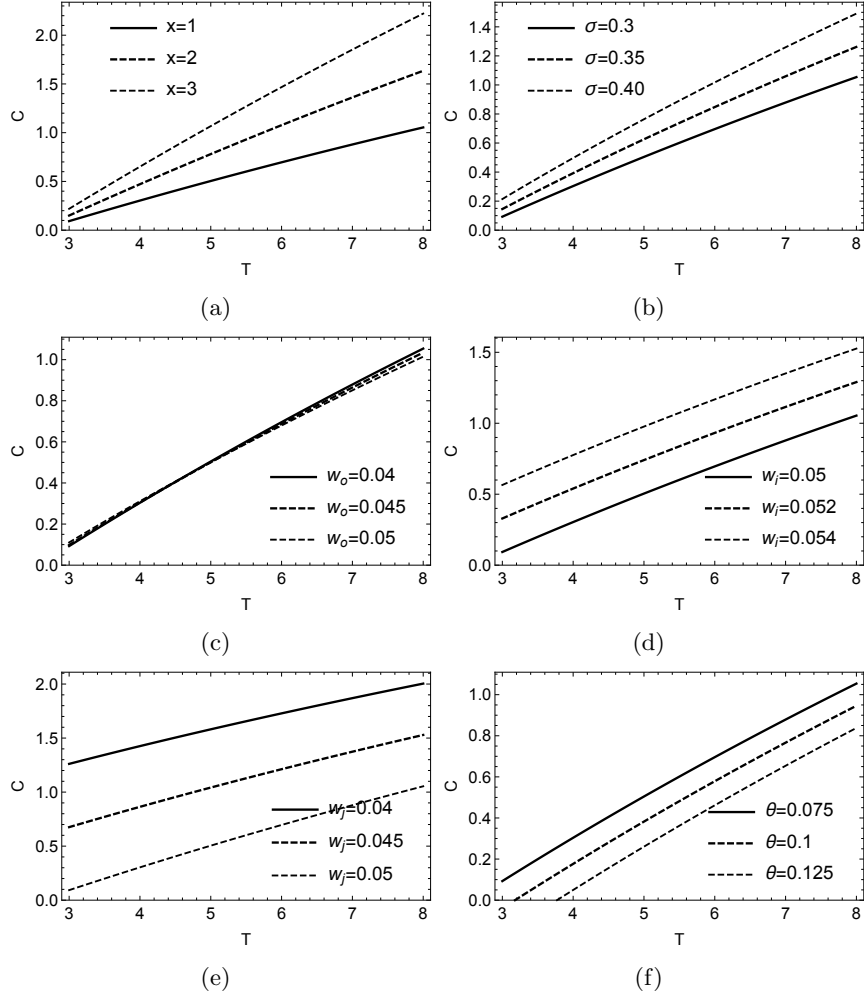 x=1
x=2
x=3
C
0.0
0.5
1.0
1.5
2.0
3 4 5 6 7 8
T
(a)
σ=0.3
σ=0.35
σ=0.40
C
0.0
0.2
0.4
0.6
0.8
1.0
1.2
1.4
3 4 5 6 7 8
T
(b)
w_o=0.04
w_o=0.045
w_o=0.05
C
0.0
0.2
0.4
0.6
0.8
1.0
3 4 5 6 7 8
T
(c)
w_i=0.05
w_i=0.052
w_i=0.054
C
0.0
0.5
1.0
1.5
3 4 5 6 7 8
T
(d)
w_j=0.04
w_j=0.045
w_j=0.05
C
0.0
0.5
1.0
1.5
2.0
3 4 5 6 7 8
T
(e)
θ=0.075
θ=0.1
θ=0.125
C
0.0
0.2
0.4
0.6
0.8
1.0
3 4 5 6 7 8
T
(f)